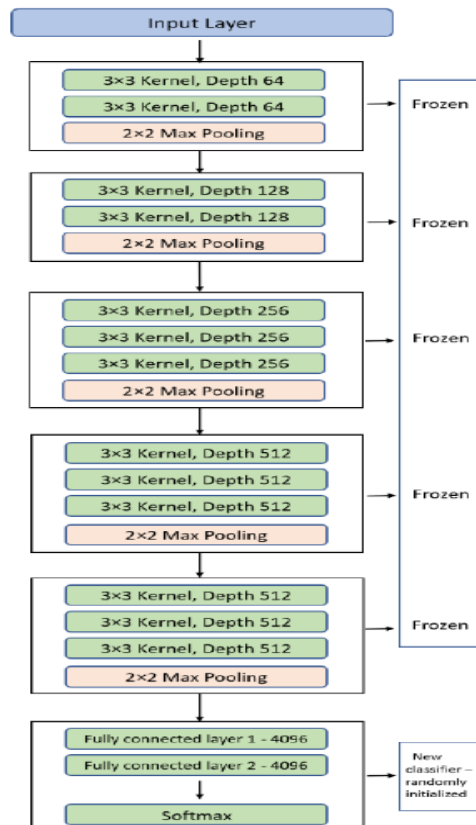 Input Layer
3×3 Kernel, Depth 64
3×3 Kernel, Depth 64
2×2 Max Pooling
Frozen
3×3 Kernel, Depth 128
3×3 Kernel, Depth 128
2×2 Max Pooling
Frozen
3×3 Kernel, Depth 256
3×3 Kernel, Depth 256
3×3 Kernel, Depth 256
2×2 Max Pooling
Frozen
3×3 Kernel, Depth 512
3×3 Kernel, Depth 512
3×3 Kernel, Depth 512
2×2 Max Pooling
Frozen
3×3 Kernel, Depth 512
3×3 Kernel, Depth 512
3×3 Kernel, Depth 512
2×2 Max Pooling
Frozen
Fully connected layer 1 - 4096
Fully connected layer 2 - 4096
Softmax
New
classifier –
randomly
initialized